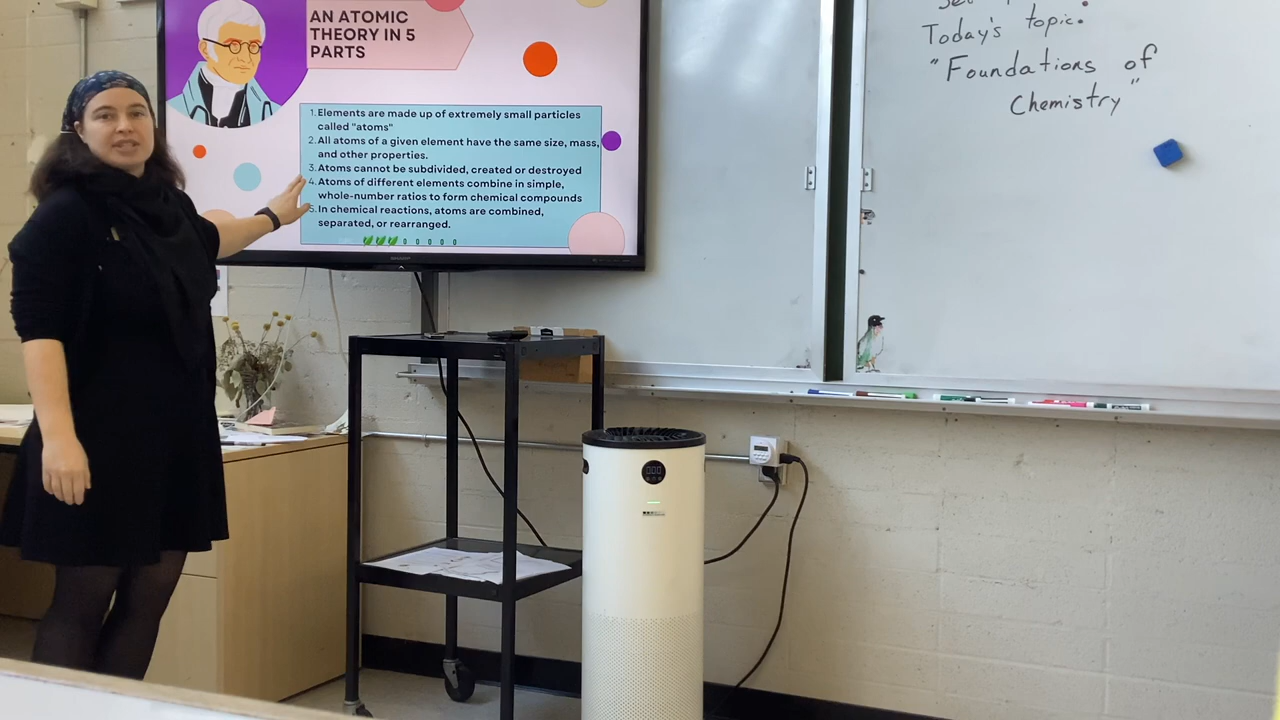 AN ATOMIC
THEORY IN 5
PARTS
1. Elements are made up of extremely small particles
called "atoms"
2. All atoms of a given element have the same size, mass,
and other properties.
3. Atoms cannot be subdivided, created or destroyed
4. Atoms of different elements combine in simple,
whole-number ratios to form chemical compounds
5. In chemical reactions, atoms are combined,
separated, or rearranged.
SHARP
Today's topic:
"Foundations of
Chemistry"